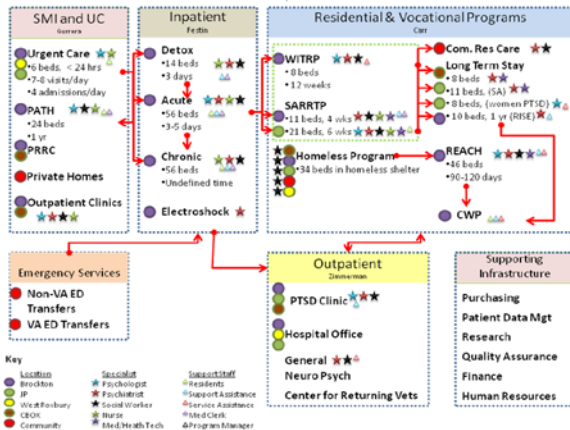 SMI and UC
Guerrera
Urgent Care
•6 beds, < 24 hrs
•7-8 visits/day
•4 admissions/day
PATH
•24 beds
•1 yr
PRRC
Private Homes
Outpatient Clinics
Inpatient
Festin
Detox
•14 beds
•3 days
Acute
•56 beds
•3-5 days
Chronic
•56 beds
•Undefined time
Electroshock
Residential & Vocational Programs
Carr
WITRP
•8 beds
•12 weeks
SARRTP
•11 beds, 4 wks
•21 beds, 6 wks
Homeless Program
•34 beds in homeless shelter
Com. Res Care
Long Term Stay
•8 beds
•11 beds, (SA)
•8 beds, (women PTSD)
•10 beds, 1 yr (RISE)
REACH
•46 beds
•90-120 days
CWP
Emergency Services
Non-VA ED
Transfers
VA ED Transfers
Outpatient
Zimmerman
PTSD Clinic
Hospital Office
General
Neuro Psych
Center for Returning Vets
Supporting
Infrastructure
Purchasing
Patient Data Mgt
Research
Quality Assurance
Finance
Human Resources
Key
Location
Brockton
JP
West Roxbury
CBOX
Community
Specialist
Psychologist
Psychiatrist
Social Worker
Nurse
Med/Heath Tech
Support Staff
Residents
Support Assistance
Service Assistance
Med Clerk
Program Manager